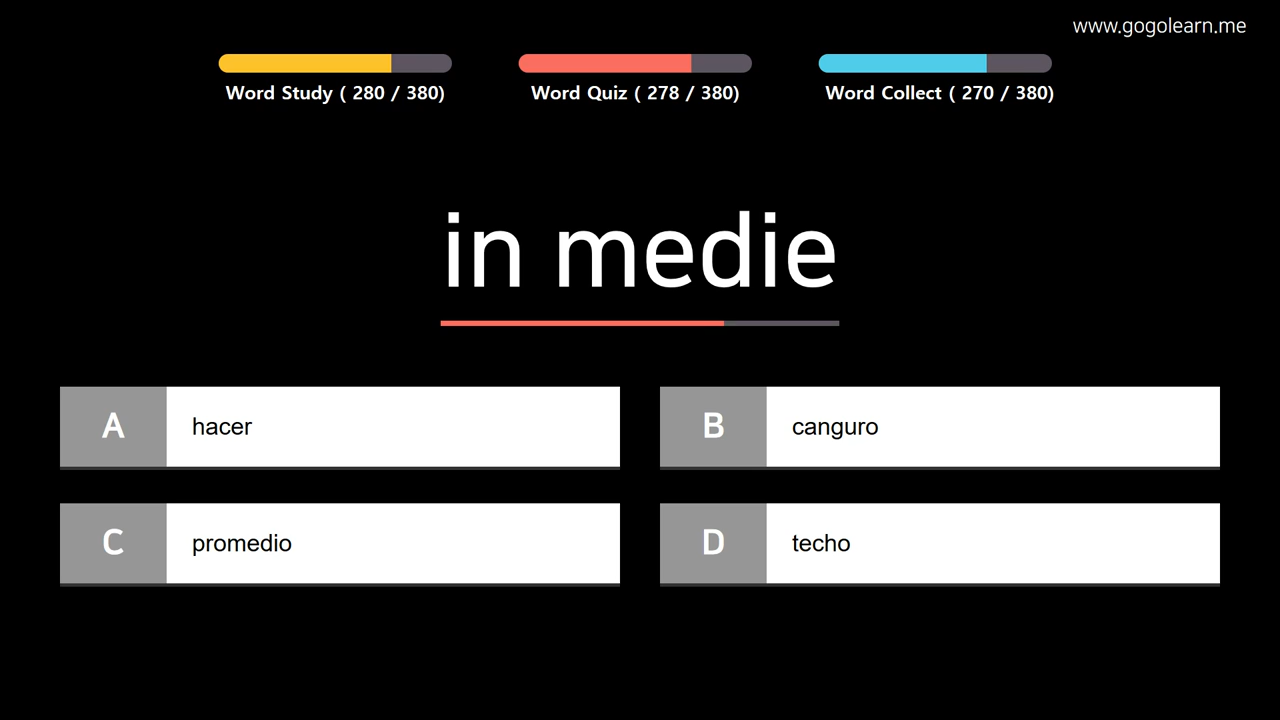 www.gogolearn.me
Word Study ( 280 / 380)
Word Quiz ( 278 / 380)
Word Collect ( 270 / 380)
in medie
A hacer
B canguro
C promedio
D techo